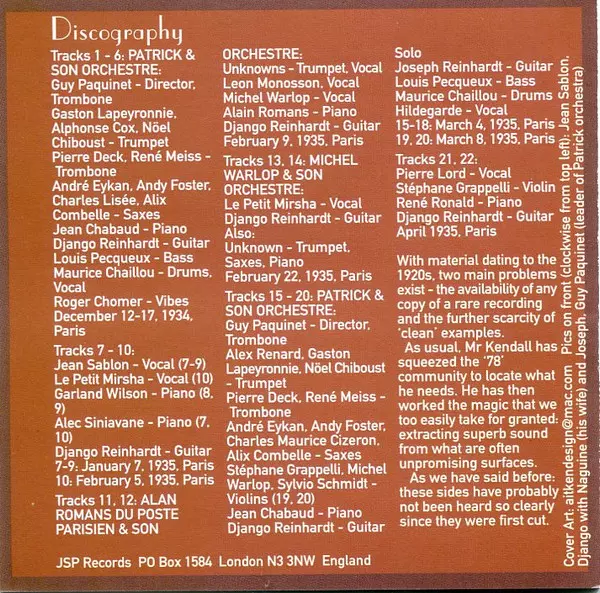 Discography
Tracks 1 - 6: PATRICK &
SON ORCHESTRE:
Guy Paquinet - Director,
Trombone
Gaston Lapeyronnie,
Alphonse Cox, Nöel
Chiboust - Trumpet
Pierre Deck, René Meiss -
Trombone
André Eykan, Andy Foster,
Charles Lisée, Alix
Combelle - Saxes
Jean Chabaud - Piano
Django Reinhardt - Guitar
Louis Pecqueux - Bass
Maurice Chaillou - Drums,
Vocal
Roger Chomer - Vibes
December 12-17, 1934,
Paris
Tracks 7 - 10:
Jean Sablon - Vocal (7-9)
Le Petit Mirsha - Vocal (10)
Garland Wilson - Piano (8,
9)
Alec Siniavane - Piano (7,
10)
Django Reinhardt - Guitar
7-9: January 7, 1935, Paris
10: February 5, 1935, Paris
Tracks 11, 12: ALAN
ROMANS DU POSTE
PARISIEN & SON
ORCHESTRE:
Unknowns - Trumpet, Vocal
Leon Monosson, Vocal
Michel Warlop - Vocal
Alain Romans - Piano
Django Reinhardt - Guitar
February 9, 1935, Paris
Tracks 13, 14: MICHEL
WARLOP & SON
ORCHESTRE:
Le Petit Mirsha - Vocal
Django Reinhardt - Guitar
Also:
Unknown - Trumpet,
Saxes, Piano
February 22, 1935, Paris
Tracks 15 - 20: PATRICK &
SON ORCHESTRE:
Guy Paquinet - Director,
Trombone
Alex Renard, Gaston
Lapeyronnie, Nöel Chiboust
- Trumpet
Pierre Deck, René Meiss -
Trombone
André Eykan, Andy Foster,
Charles Maurice Cizeron,
Alix Combelle - Saxes
Stéphane Grappelli, Michel
Warlop, Sylvio Schmidt -
Violins (19, 20)
Jean Chabaud - Piano
Django Reinhardt - Guitar
Solo
Joseph Reinhardt - Guitar
Louis Pecqueux - Bass
Maurice Chaillou - Drums
Hildegarde - Vocal
15-18: March 4, 1935, Paris
19, 20: March 8, 1935, Paris
Tracks 21, 22:
Pierre Lord - Vocal
Stéphane Grappelli - Violin
René Ronald - Piano
Django Reinhardt - Guitar
April 1935, Paris
With material dating to the
1920s, two main problems
exist - the availability of any
copy of a rare recording
and the further scarcity of
‘clean’ examples.
As usual, Mr Kendall has
squeezed the ‘78’
community to locate what
he needs. He has then
worked the magic that we
too easily take for granted:
extracting superb sound
from what are often
unpromising surfaces.
As we have said before:
these sides have probably
not been heard so clearly
since they were first cut.
JSP Records PO Box 1584 London N3 3NW England
Cover Art: aitkendesign@mac.com Pics on front (clockwise from top left): Jean Sablon,
Django with Naguine (his wife) and Joseph, Guy Paquinet (leader of Patrick orchestra)